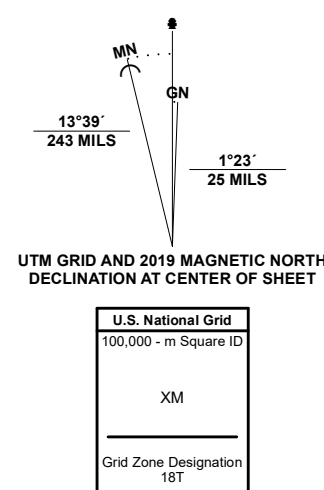 MN
GN
13°39´
243 MILS
1°23´
25 MILS
UTM GRID AND 2019 MAGNETIC NORTH
DECLINATION AT CENTER OF SHEET
U.S. National Grid
100,000 - m Square ID
XM
Grid Zone Designation
18T